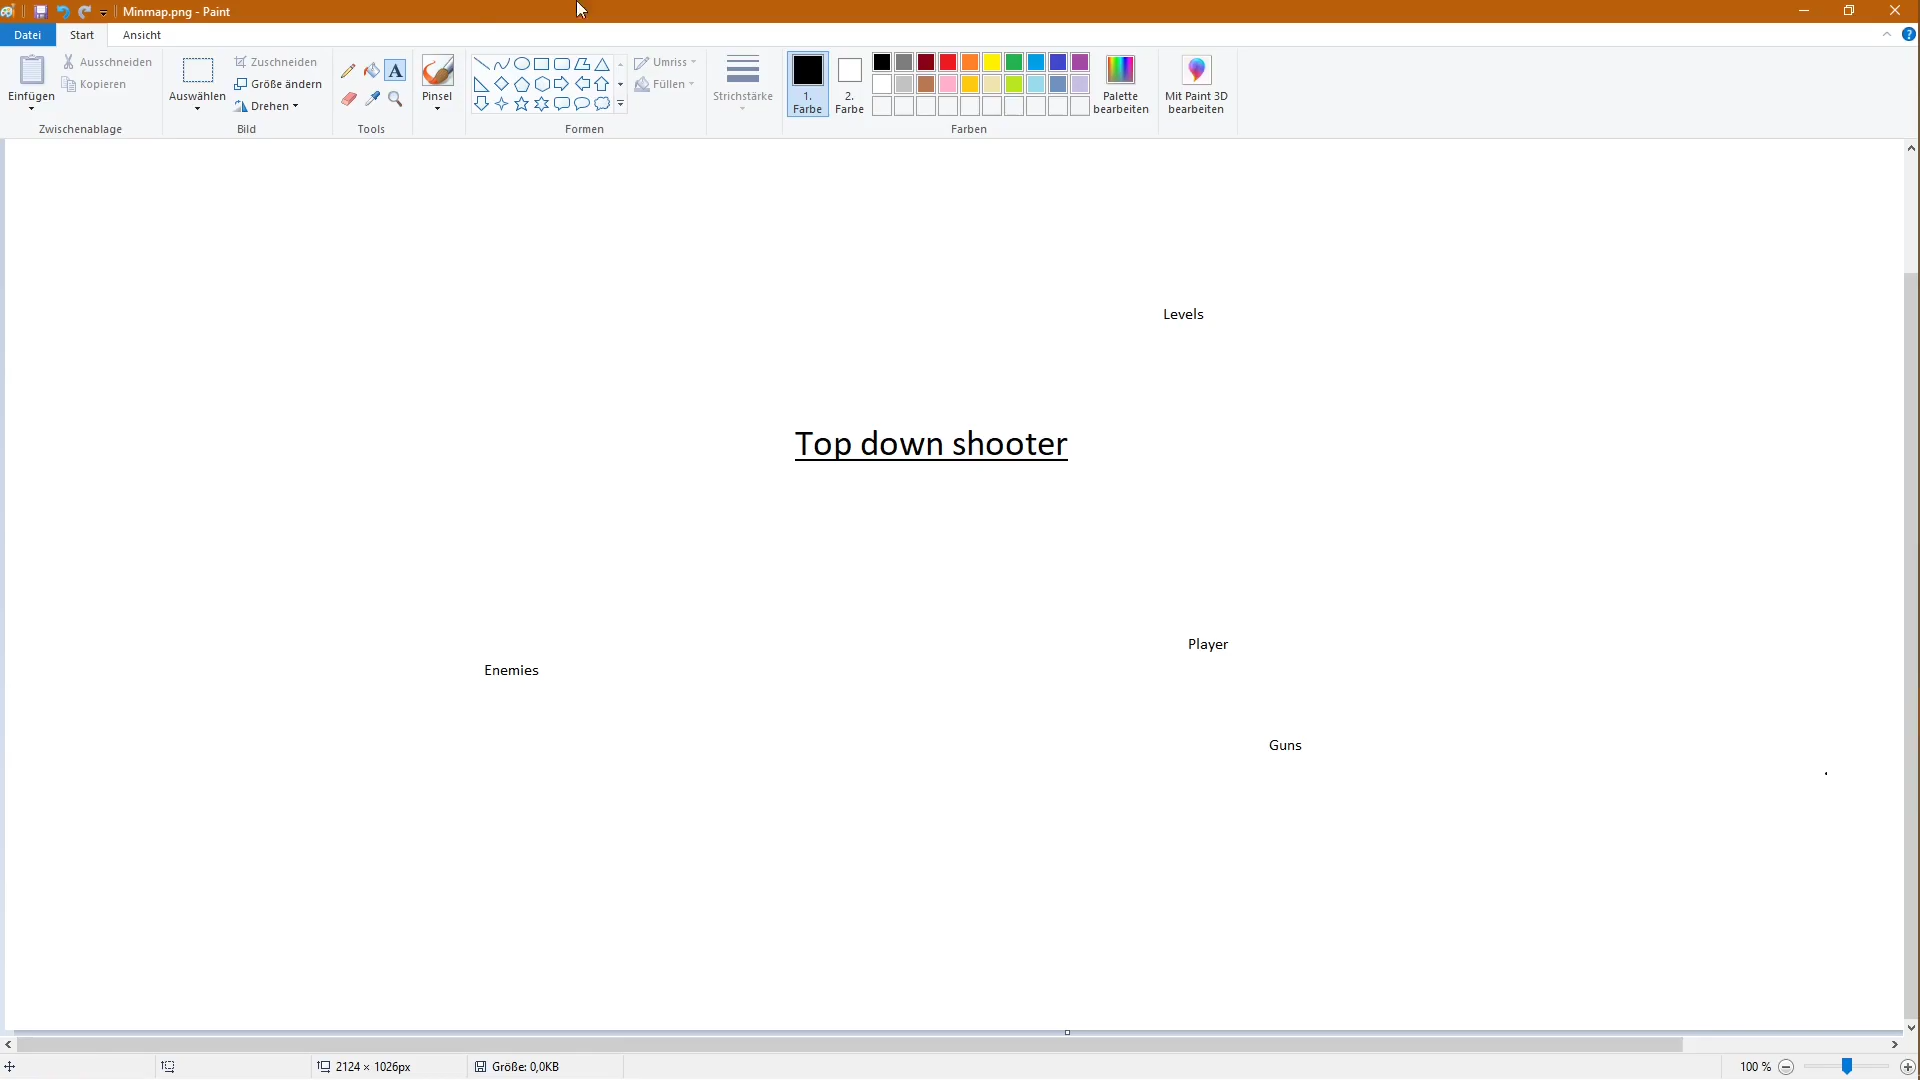 Minmap.png - Paint
Datei Start Ansicht
Einfügen
Ausschneiden
Kopieren
Zwischenablage
Auswählen
Zuschneiden
Größe ändern
Drehen
Bild
A
Tools
Pinsel
Formen
Umriss
Füllen
Strichstärke
1.
Farbe
2.
Farbe
Farben
Palette
bearbeiten
Mit Paint 3D
bearbeiten
Levels
Top down shooter
Player
Enemies
Guns
2124 × 1026px
Größe: 0,0KB
100 %